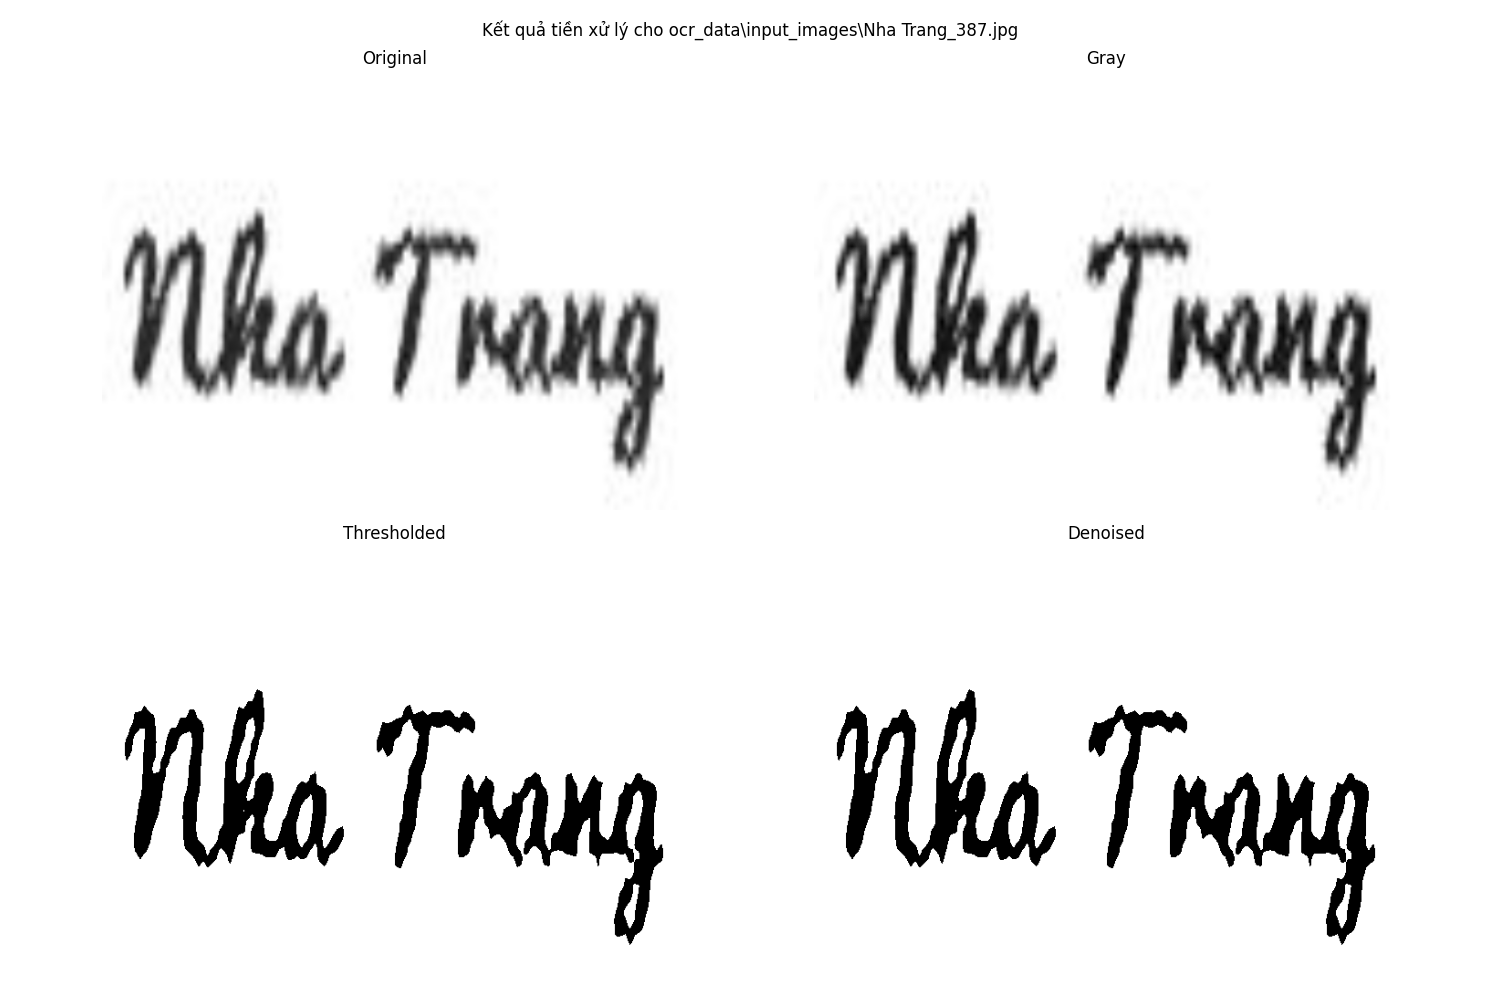 Kết quả tiền xử lý cho ocr_data\input_images\Nha Trang_387.jpg
Original
Gray
Nha Trang
Nha Trang
Thresholded
Denoised
Nha Trang
Nha Trang